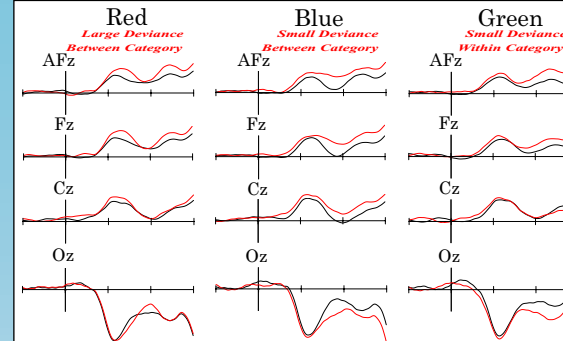 Red
Large Deviance
Between Category
AFz
Fz
Cz
Oz
Blue
Small Deviance
Between Category
AFz
Fz
Cz
Oz
Green
Small Deviance
Within Category
AFz
Fz
Cz
Oz